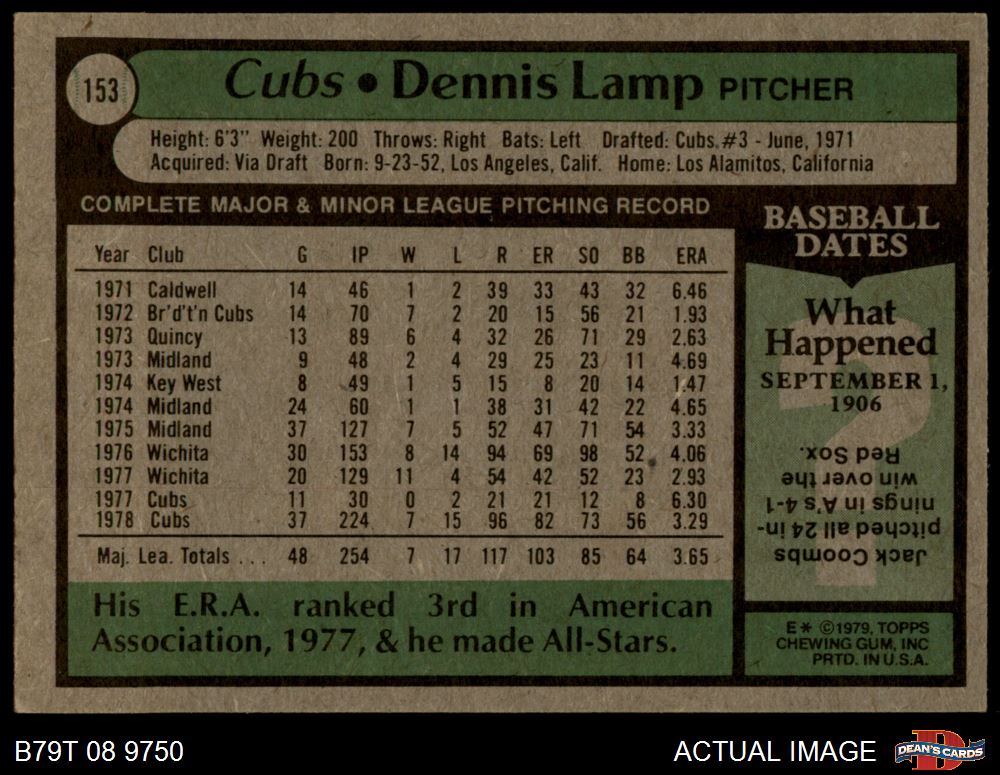 153
Cubs • Dennis Lamp PITCHER
Height: 6'3" Weight: 200 Throws: Right Bats: Left Drafted: Cubs, #3 - June, 1971
Acquired: Via Draft Born: 9-23-52, Los Angeles, Calif. Home: Los Alamitos, California
COMPLETE MAJOR & MINOR LEAGUE PITCHING RECORD
Year Club G IP W L R ER SO BB ERA
1971 Caldwell 14 46 1 2 39 33 43 32 6.46
1972 Br'd't'n Cubs 14 70 7 2 20 15 56 21 1.93
1973 Quincy 13 89 6 4 32 26 71 29 2.63
1973 Midland 9 48 2 4 29 25 23 11 4.69
1974 Key West 8 49 1 5 15 8 20 14 1.47
1974 Midland 24 60 1 1 38 31 42 22 4.65
1975 Midland 37 127 7 5 52 47 71 54 3.33
1976 Wichita 30 153 8 14 94 69 98 52 4.06
1977 Wichita 20 129 11 4 54 42 52 23 2.93
1977 Cubs 11 30 0 2 21 21 12 8 6.30
1978 Cubs 37 224 7 15 96 82 73 56 3.29
Maj. Lea. Totals . . . 48 254 7 17 117 103 85 64 3.65
His E.R.A. ranked 3rd in American
Association, 1977, & he made All-Stars.
BASEBALL
DATES
What
Happened
SEPTEMBER 1,
1906
Jack Coombs
pitched all 24 in-
nings in A's 4-1
win over the
Red Sox.
E* ©1979, TOPPS
CHEWING GUM, INC
PRTD. IN U.S.A.
B79T 08 9750
ACTUAL IMAGE
DEAN'S CARDS